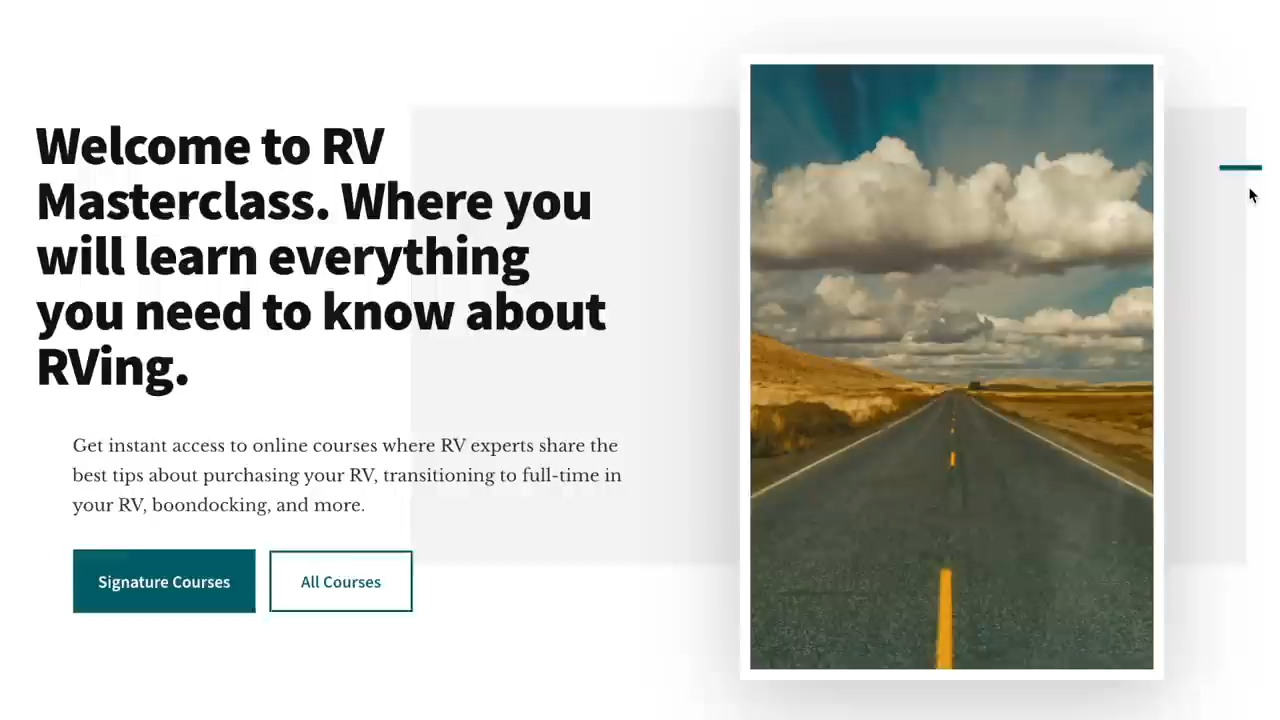 Welcome to RV
Masterclass. Where you
will learn everything
you need to know about
RVing.
Get instant access to online courses where RV experts share the
best tips about purchasing your RV, transitioning to full-time in
your RV, boondocking, and more.
Signature Courses
All Courses